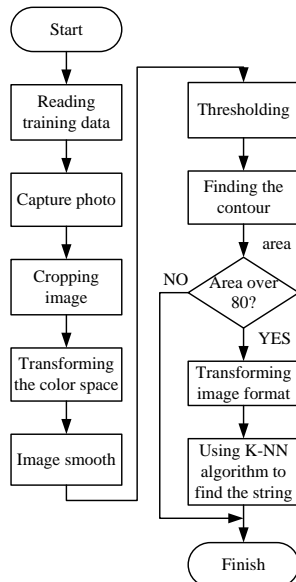 Start
Reading
training data
Capture photo
Cropping
image
Transforming
the color space
Image smooth
Thresholding
Finding the
contour
area
NO
Area over
80?
YES
Transforming
image format
Using K-NN
algorithm to
find the string
Finish